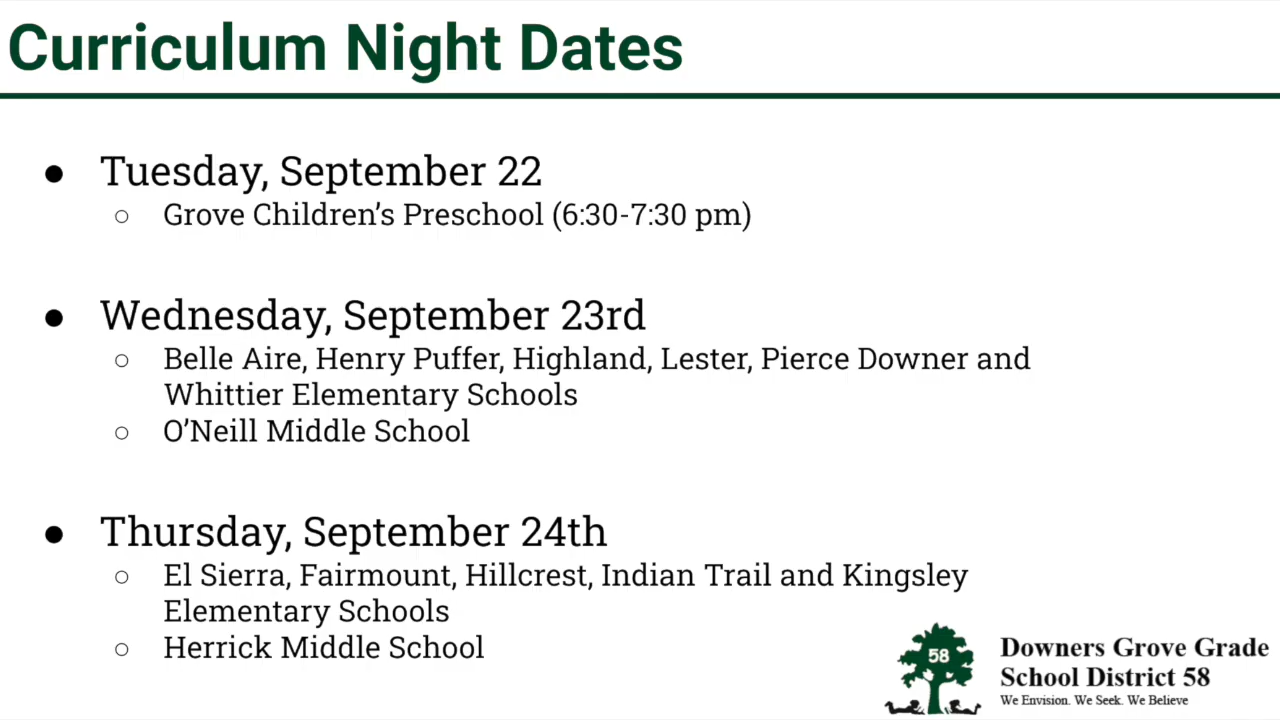 Curriculum Night Dates
● Tuesday, September 22
○ Grove Children’s Preschool (6:30-7:30 pm)
● Wednesday, September 23rd
○ Belle Aire, Henry Puffer, Highland, Lester, Pierce Downer and
Whittier Elementary Schools
○ O’Neill Middle School
● Thursday, September 24th
○ El Sierra, Fairmount, Hillcrest, Indian Trail and Kingsley
Elementary Schools
○ Herrick Middle School
58
Downers Grove Grade
School District 58
We Envision. We Seek. We Believe